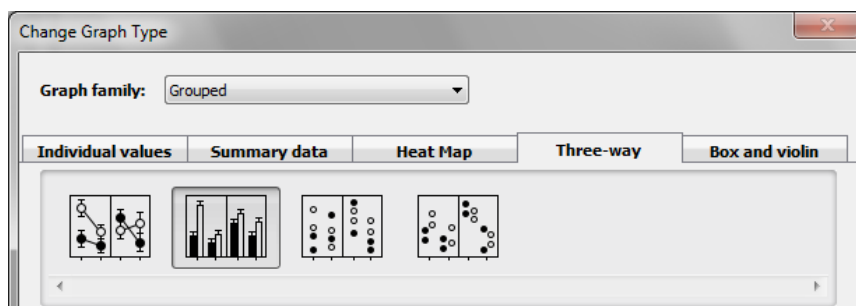 Change Graph Type
Graph family: Grouped
Individual values Summary data Heat Map Three-way Box and violin